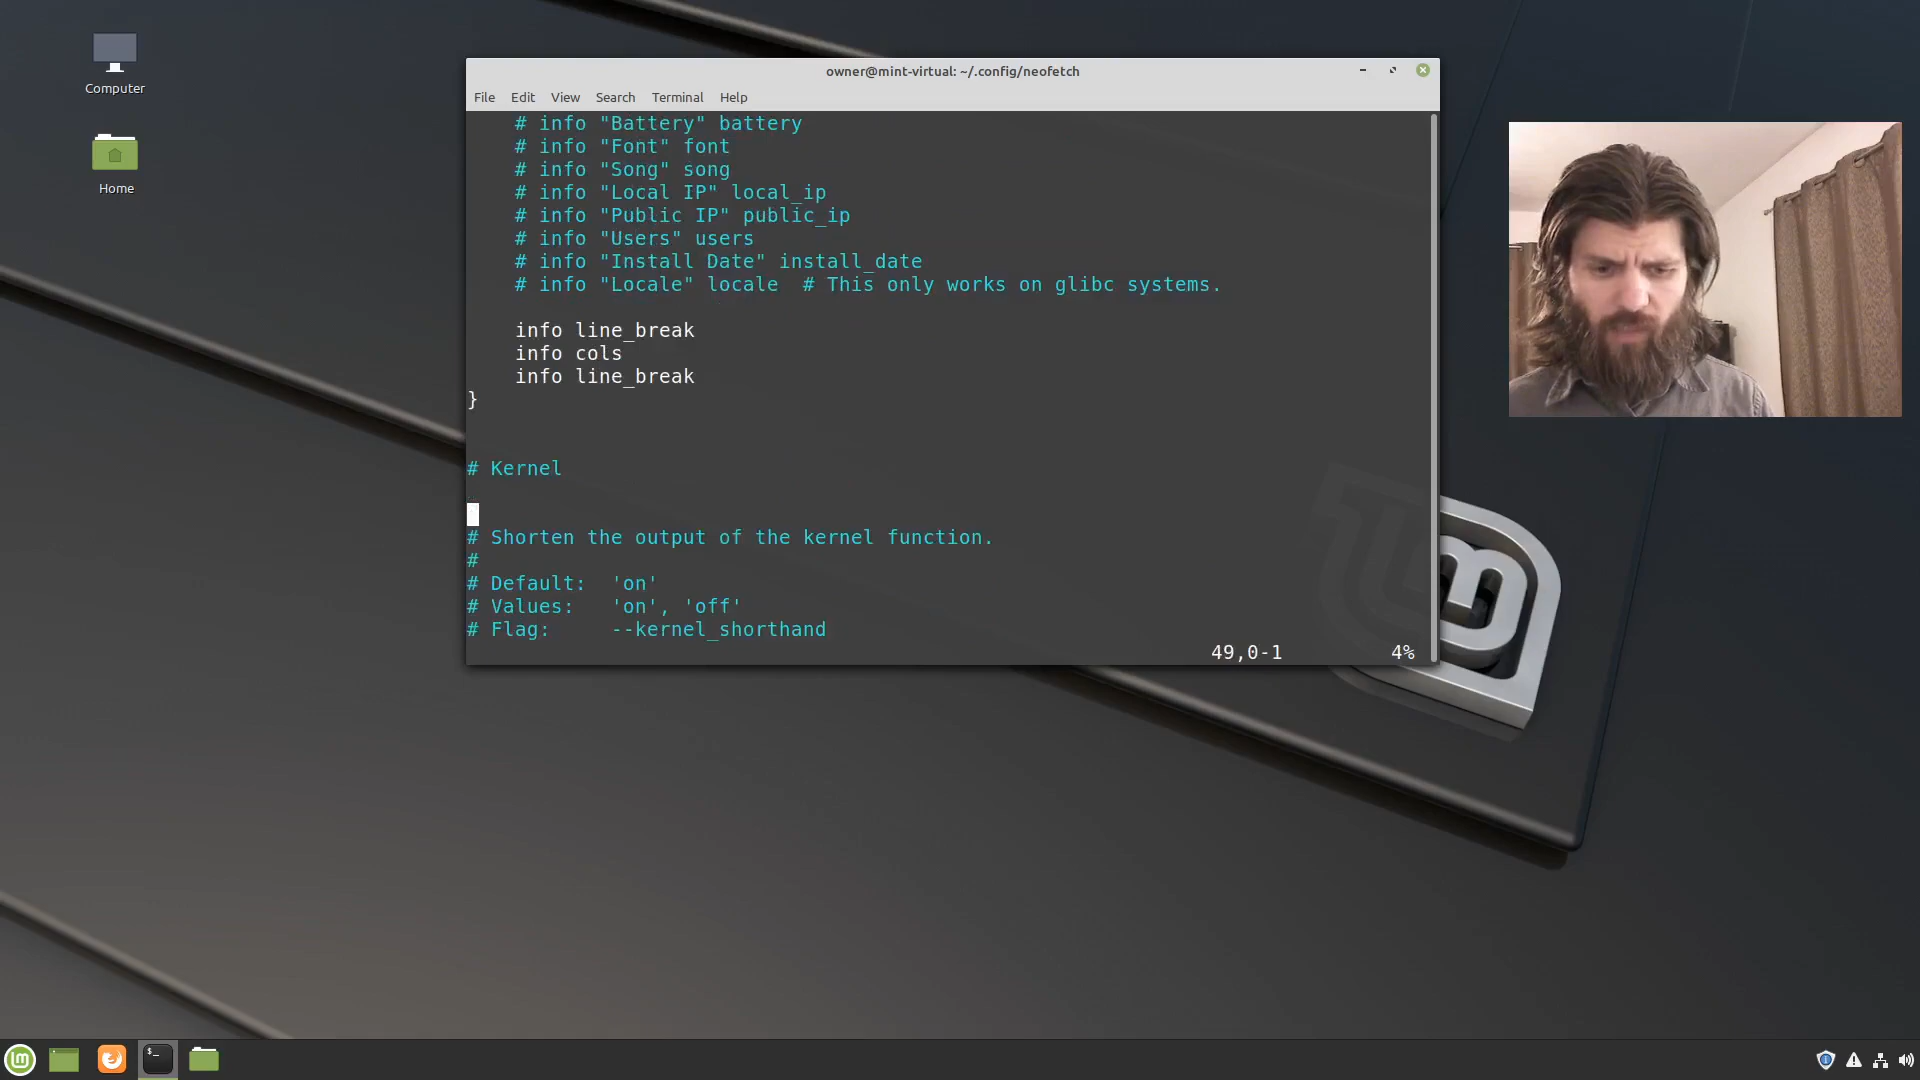 Computer
Home
owner@mint-virtual: ~/.config/neofetch
File Edit View Search Terminal Help
# info "Battery" battery
# info "Font" font
# info "Song" song
# info "Local IP" local_ip
# info "Public IP" public_ip
# info "Users" users
# info "Install Date" install_date
# info "Locale" locale  # This only works on glibc systems.
info line_break
info cols
info line_break
}
# Kernel
# Shorten the output of the kernel function.
#
# Default:  'on'
# Values:   'on', 'off'
# Flag:     --kernel_shorthand
49,0-1 4%